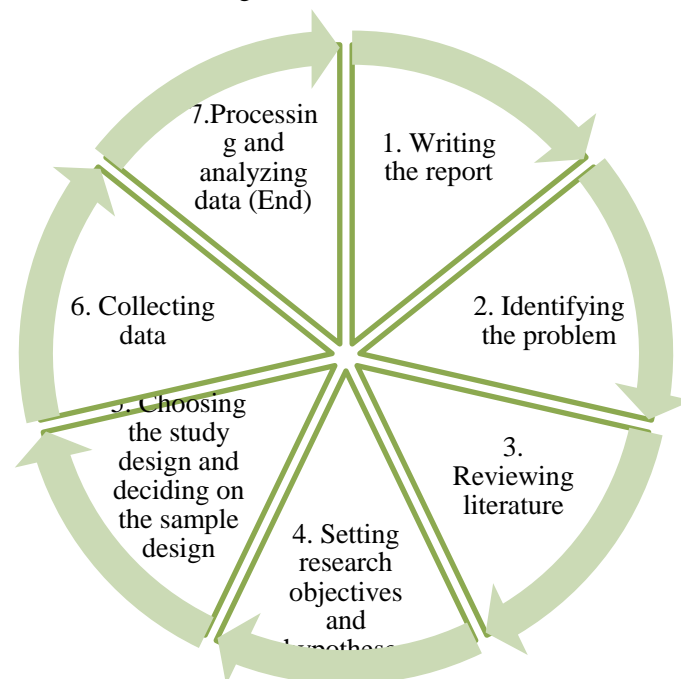 1. Writing
the report
2. Identifying
the problem
3.
Reviewing
literature
4. Setting
research
objectives
and
5. Choosing
the study
design and
deciding on
the sample
design
6. Collecting
data
7.Processin
g and
analyzing
data (End)